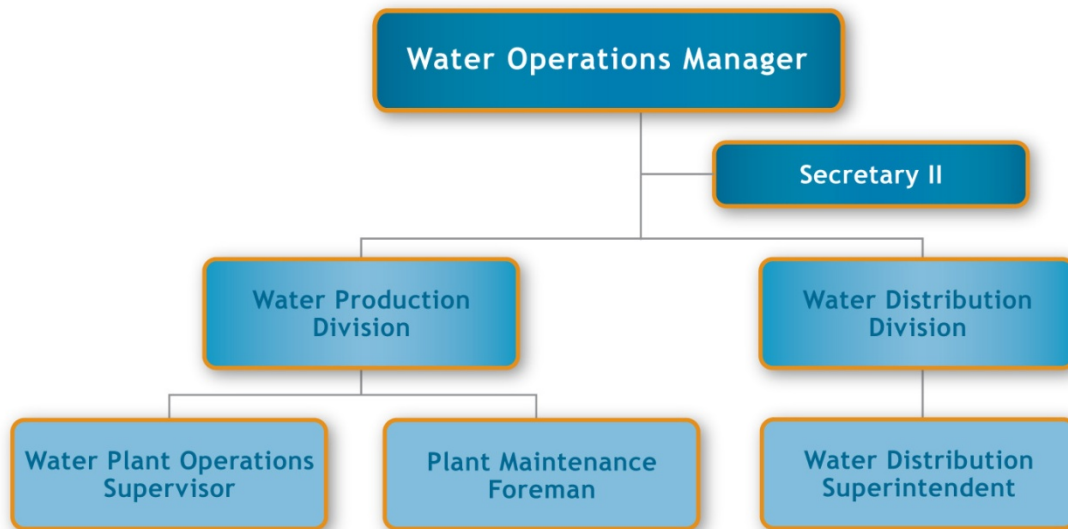 Water Operations Manager
Secretary II
Water Production
Division
Water Distribution
Division
Water Plant Operations
Supervisor
Plant Maintenance
Foreman
Water Distribution
Superintendent